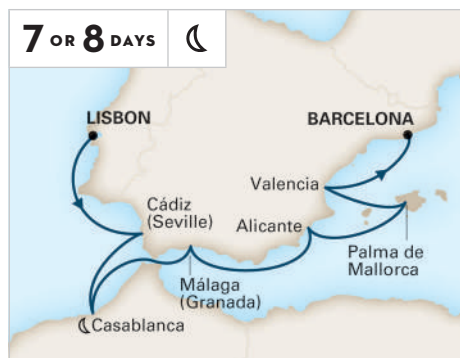 7 OR 8 DAYS
LISBON
BARCELONA
Valencia
Cádiz
(Seville)
Alicante
Palma de
Mallorca
Málaga
(Granada)
Casablanca